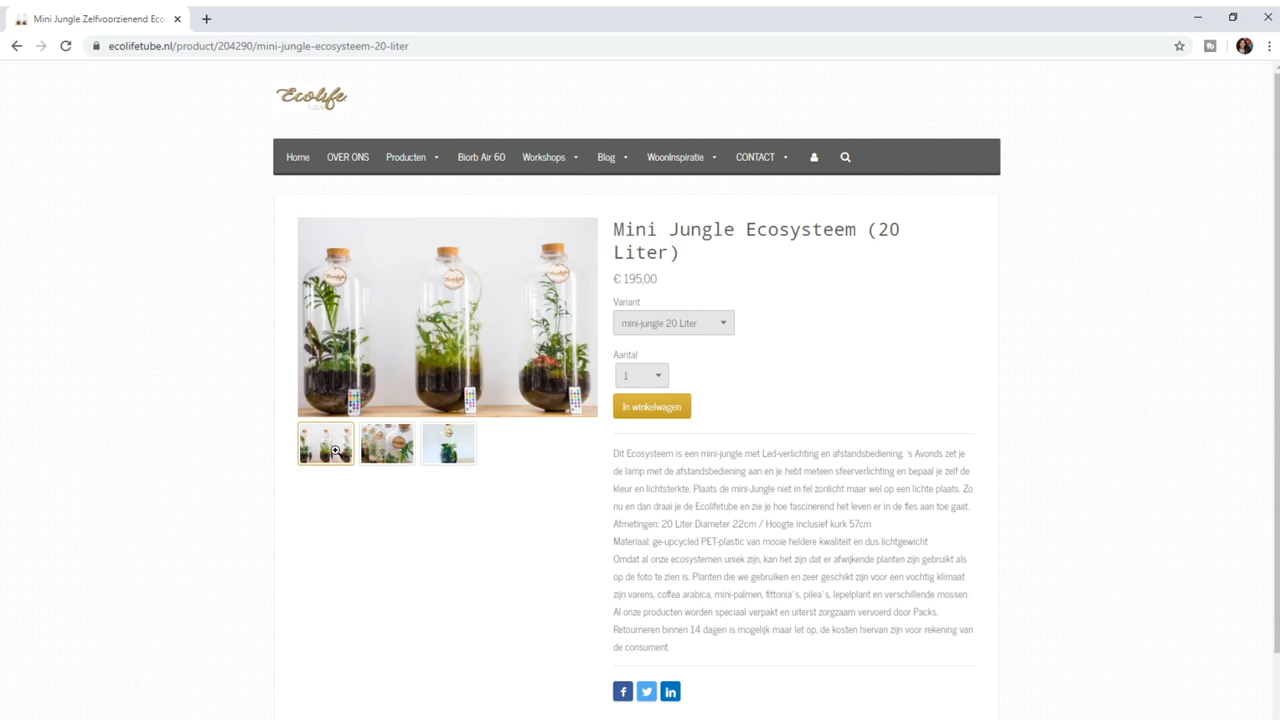 Mini Jungle Zelfvoorzienend Eco
ecolifetube.nl/product/204290/mini-jungle-ecosysteem-20-liter
Ecolife
Home OVER ONS Producten Biorb Air 60 Workshops Blog WoonInspiratie CONTACT
Mini Jungle Ecosysteem (20
Liter)
€ 195,00
Variant
mini-jungle 20 Liter
Aantal
1
In winkelwagen
Dit Ecosysteem is een mini-jungle met Led-verlichting en afstandsbediening. 's Avonds zet je
de lamp met de afstandsbediening aan en je hebt meteen sfeerverlichting en bepaal je zelf de
kleur en lichtsterkte. Plaats de mini-Jungle niet in fel zonlicht maar wel op een lichte plaats. Zo
nu en dan draai je de Ecolifetube en zie je hoe fascinerend het leven er in de fles aan toe gaat.
Afmetingen: 20 Liter Diameter 22cm / Hoogte inclusief kurk 57cm
Materiaal: ge-upcycled PET-plastic van mooie heldere kwaliteit en dus lichtgewicht
Omdat al onze ecosystemen uniek zijn, kan het zijn dat er afwijkende planten zijn gebruikt als
op de foto te zien is. Planten die we gebruiken en zeer geschikt zijn voor een vochtig klimaat
zijn varens, coffea arabica, mini-palmen, fittonia's, pilea's, lepelplant en verschillende mossen.
Al onze producten worden speciaal verpakt en uiterst zorgzaam vervoerd door Packs.
Retourneren binnen 14 dagen is mogelijk maar let op, de kosten hiervan zijn voor rekening van
de consument.